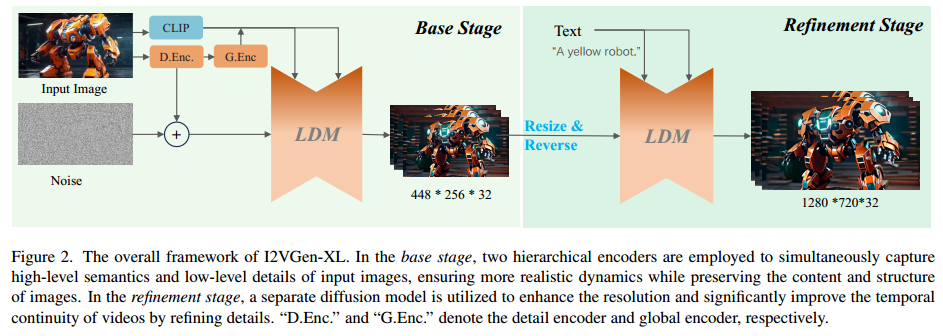 Base Stage
Refinement Stage
CLIP
D.Enc.
G.Enc
Input Image
Noise
+
LDM
448 * 256 * 32
Resize &
Reverse
Text
“A yellow robot.”
LDM
1280 *720*32
Figure 2. The overall framework of I2VGen-XL. In the base stage, two hierarchical encoders are employed to simultaneously capture
high-level semantics and low-level details of input images, ensuring more realistic dynamics while preserving the content and structure
of images. In the refinement stage, a separate diffusion model is utilized to enhance the resolution and significantly improve the temporal
continuity of videos by refining details. “D.Enc.” and “G.Enc.” denote the detail encoder and global encoder, respectively.